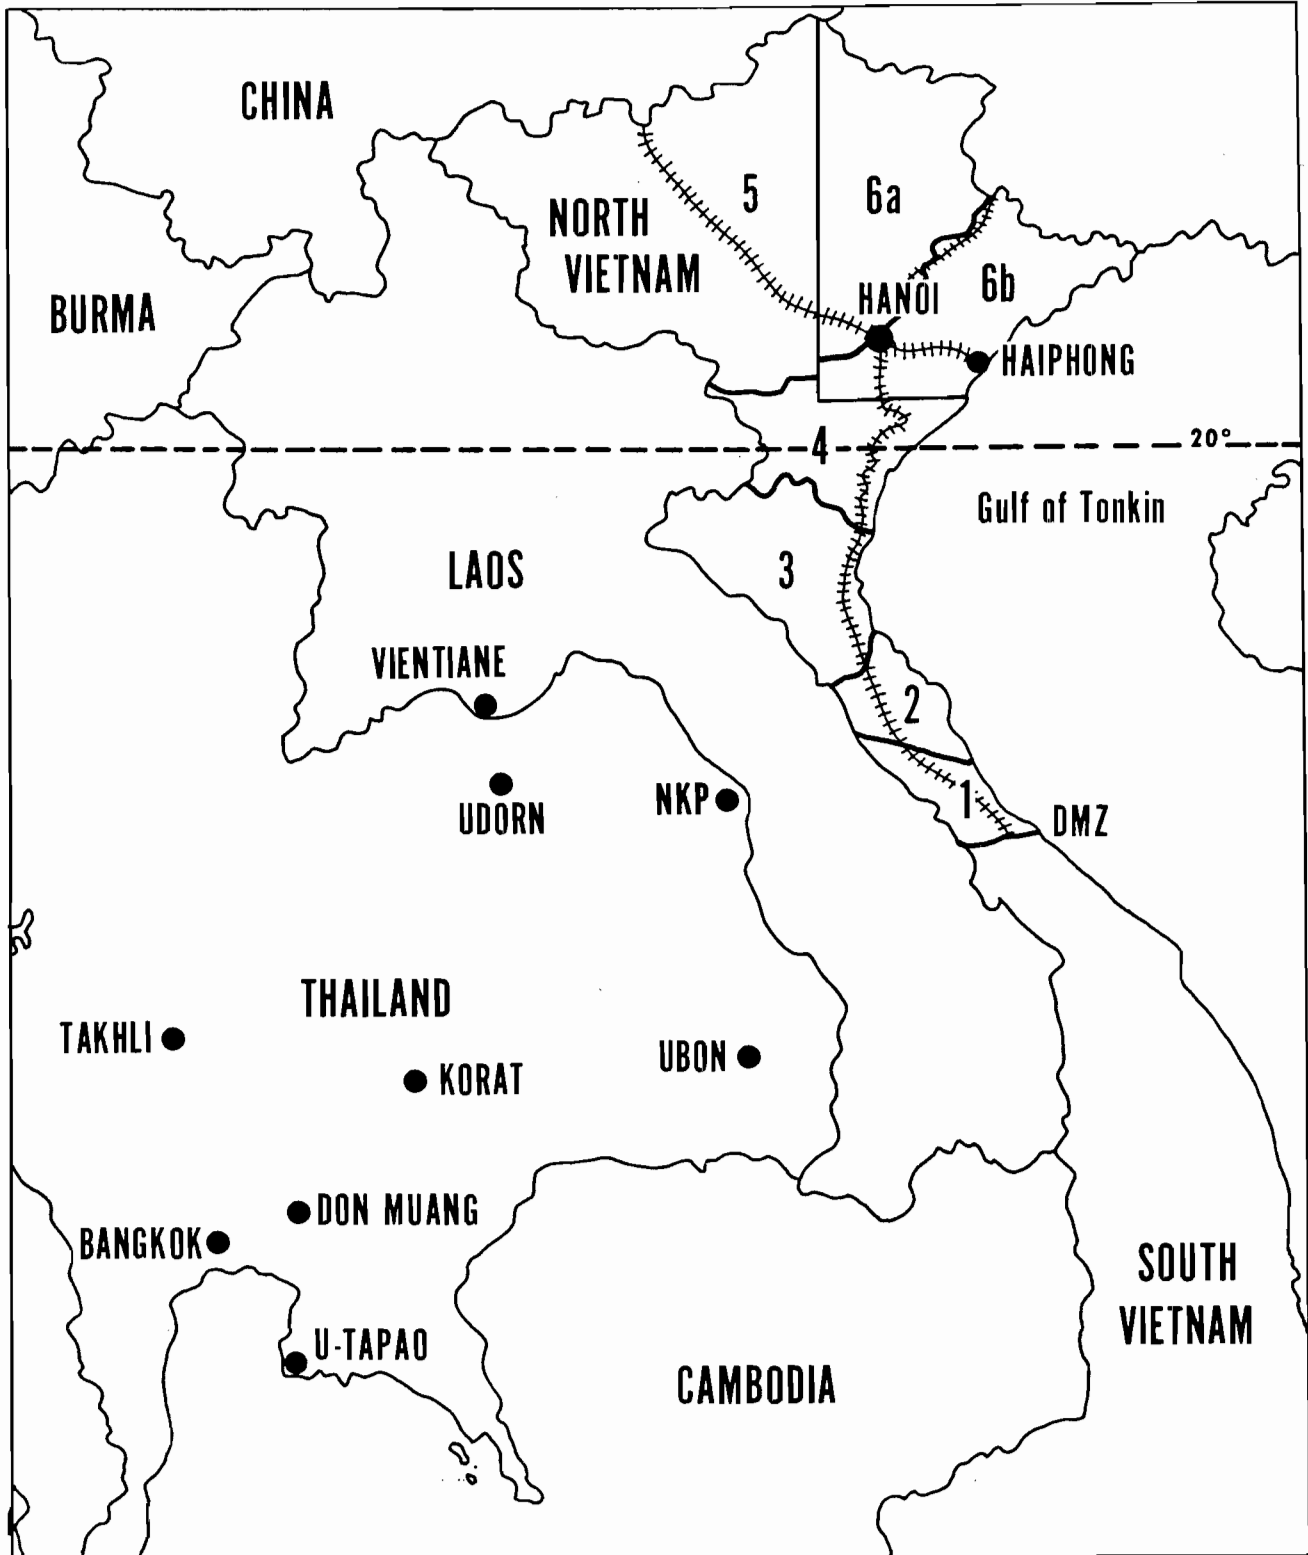 CHINA
5
6a
NORTH
VIETNAM
HANOI
6b
BURMA
HAIPHONG
4
20°
Gulf of Tonkin
LAOS
3
VIENTIANE
2
UDORN
NKP
1
DMZ
THAILAND
TAKHLI
KORAT
UBON
DON MUANG
BANGKOK
SOUTH
VIETNAM
U-TAPAO
CAMBODIA